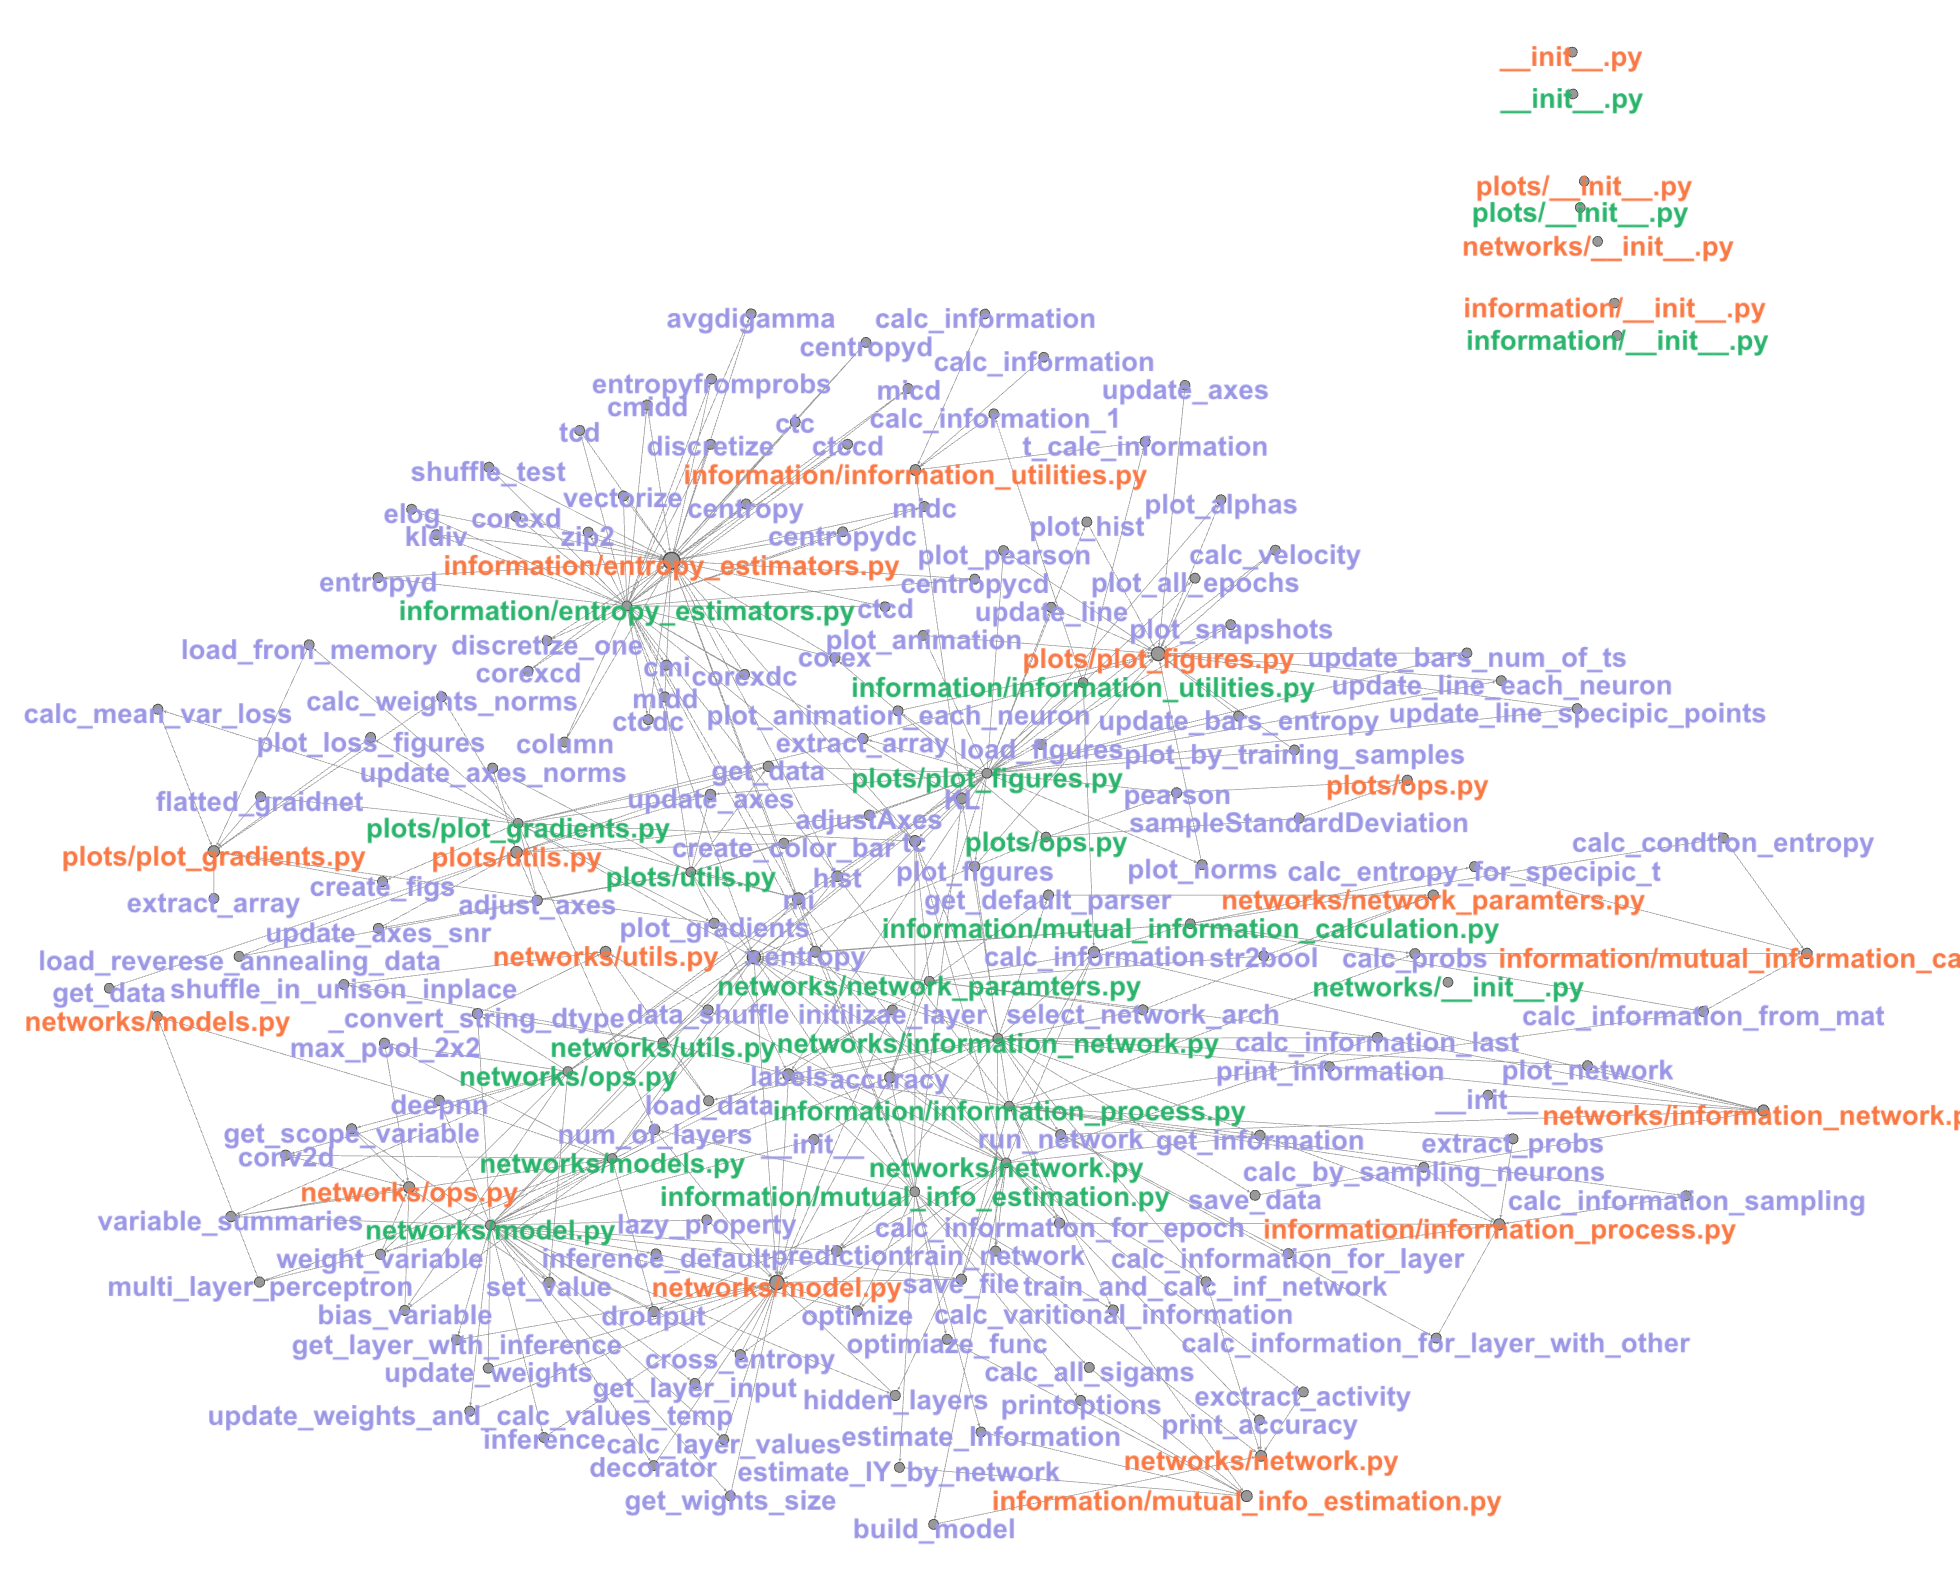 __init__.py
__init__.py
plots/__init__.py
plots/__init__.py
networks/__init__.py
information/__init__.py
information/__init__.py
avgdigamma
calc_information
centropyd
calc_information
entropyfromprobs
micd
update_axes
cmidd
calc_information_1
ctc
tcd
discretize
ctccd
t_calc_information
shuffle_test
information/information_utilities.py
vectorize
centropy
midc
plot_alphas
elog
corexd
plot_hist
kldiv
zip2
centropydc
plot_pearson
calc_velocity
information/entropy_estimators.py
entropyd
centropycd
plot_all_epochs
information/entropy_estimators.py
ctcd
update_line
plot_snapshots
load_from_memory
discretize_one
plot_animation
corex
plots/plot_figures.py
update_bars_num_of_ts
corexcd
cmi
corexdc
information/information_utilities.py
update_line_each_neuron
calc_weights_norms
midd
calc_mean_var_loss
ctcdc
plot_animation_each_neuron
update_bars_entropy
update_line_specipic_points
plot_loss_figures
column
extract_array
load_figures
plot_by_training_samples
update_axes_norms
get_data
plots/plot_figures.py
plots/ops.py
flatted_graidnet
update_axes
KL
pearson
plots/plot_gradients.py
adjustAxes
sampleStandardDeviation
plots/plot_gradients.py
plots/utils.py
create_color_bar
tc
plots/ops.py
calc_condtion_entropy
create_figs
plots/utils.py
hist
plot_figures
plot_norms
calc_entropy_for_specipic_t
extract_array
adjust_axes
mi
get_default_parser
networks/network_paramters.py
update_axes_snr
plot_gradients
information/mutual_information_calculation.py
load_reverese_annealing_data
networks/utils.py
entropy
calc_information
str2bool
calc_probs
information/mutual_information_ca
get_data
shuffle_in_unison_inplace
networks/network_paramters.py
networks/__init__.py
networks/models.py
_convert_string_dtype
data_shuffle
initilizae_layer
select_network_arch
calc_information_from_mat
max_pool_2x2
networks/utils.py
networks/information_network.py
calc_information_last
networks/ops.py
labels
accuracy
print_information
plot_network
deepnn
load_data
information/information_process.py
__init__
networks/information_network.p
get_scope_variable
num_of_layers
__init__
run_network
get_information
extract_probs
conv2d
networks/models.py
networks/network.py
calc_by_sampling_neurons
networks/ops.py
information/mutual_info_estimation.py
save_data
calc_information_sampling
variable_summaries
networks/model.py
lazy_property
calc_information_for_epoch
information/information_process.py
weight_variable
inference_default
prediction
train_network
calc_information_for_layer
multi_layer_perceptron
set_value
networks/model.py
save_file
train_and_calc_inf_network
bias_variable
drouput
optimize
calc_varitional_information
get_layer_with_inference
optimiaze_func
calc_information_for_layer_with_other
update_weights
cross_entropy
calc_all_sigams
get_layer_input
hidden_layers
printoptions
exctract_activity
update_weights_and_calc_values_temp
print_accuracy
inference
calc_layer_values
estimate_Information
decorator
estimate_IY_by_network
networks/network.py
get_wights_size
information/mutual_info_estimation.py
build_model